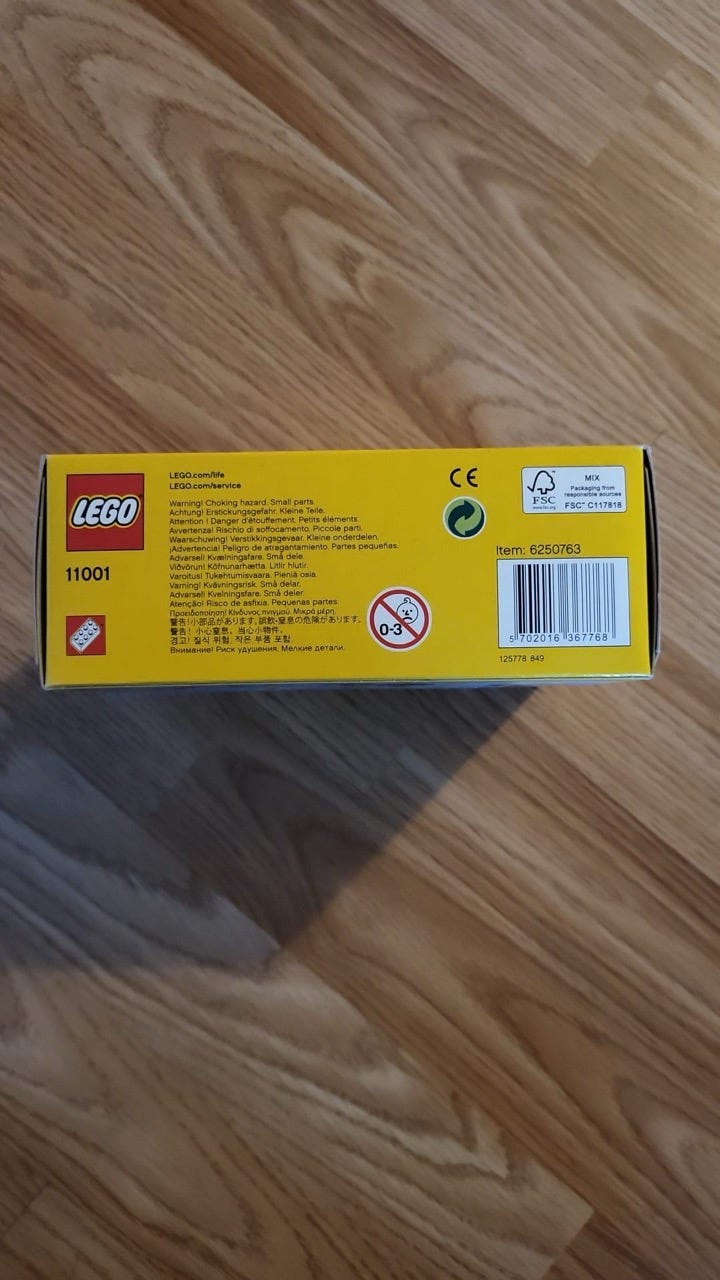 LEGO
11001
LEGO.com/life
LEGO.com/service
Warning! Choking hazard. Small parts.
Achtung! Erstickungsgefahr. Kleine Teile.
Attention ! Danger d'étouffement. Petits éléments.
Avvertenza! Rischio di soffocamento. Piccole parti.
Waarschuwing! Verstikkingsgevaar. Kleine onderdelen.
¡Advertencia! Peligro de atragantamiento. Partes pequeñas.
Advarsel! Kvælningsfare. Små dele.
Viðvörun! Köfnunarhætta. Litlir hlutir.
Varoitus! Tukehtumisvaara. Pieniä osia.
Varning! Kvävningsrisk. Små delar.
Advarsel! Kvelningsfare. Små deler.
Atenção! Risco de asfixia. Pequenas partes.
Προειδοποίηση! Κίνδυνος πνιγμού. Μικρά μέρη.
警告!小部品があります。誤飲・窒息の危険があります。
警告! 小心窒息。当心小物件。
경고! 질식 위험. 작은 부품 포함.
Внимание! Риск удушения. Мелкие детали.
0-3
CE
FSC
www.fsc.org
MIX
Packaging from
responsible sources
FSC™ C117818
Item: 6250763
5 702016 367768
125778 849